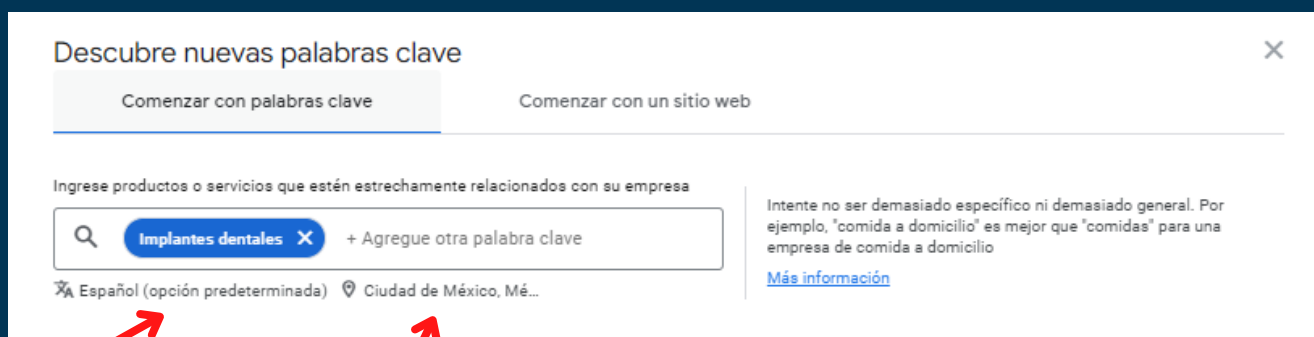 Descubre nuevas palabras clave
Comenzar con palabras clave
Comenzar con un sitio web
Ingrese productos o servicios que estén estrechamente relacionados con su empresa
Implantes dentales
+ Agregue otra palabra clave
Español (opción predeterminada)
Ciudad de México, Mé...
Intente no ser demasiado específico ni demasiado general. Por
ejemplo, "comida a domicilio" es mejor que "comidas" para una
empresa de comida a domicilio
Más información